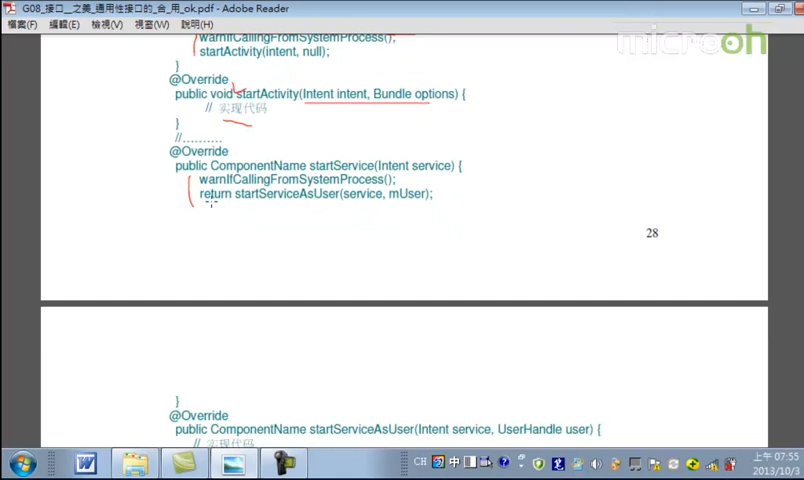 G08_接口__之美_通用性接口的_合_用_ok.pdf - Adobe Reader
檔案(F) 編輯(E) 檢視(V) 視窗(W) 說明(H)
microoh
warnIfCallingFromSystemProcess();
startActivity(intent, null);
}
@Override
public void startActivity(Intent intent, Bundle options) {
// 实现代码
}
//..........
@Override
public ComponentName startService(Intent service) {
warnIfCallingFromSystemProcess();
return startServiceAsUser(service, mUser);
28
}
@Override
public ComponentName startServiceAsUser(Intent service, UserHandle user) {
// 实现代码
CH 中
上午 07:55
2013/10/3